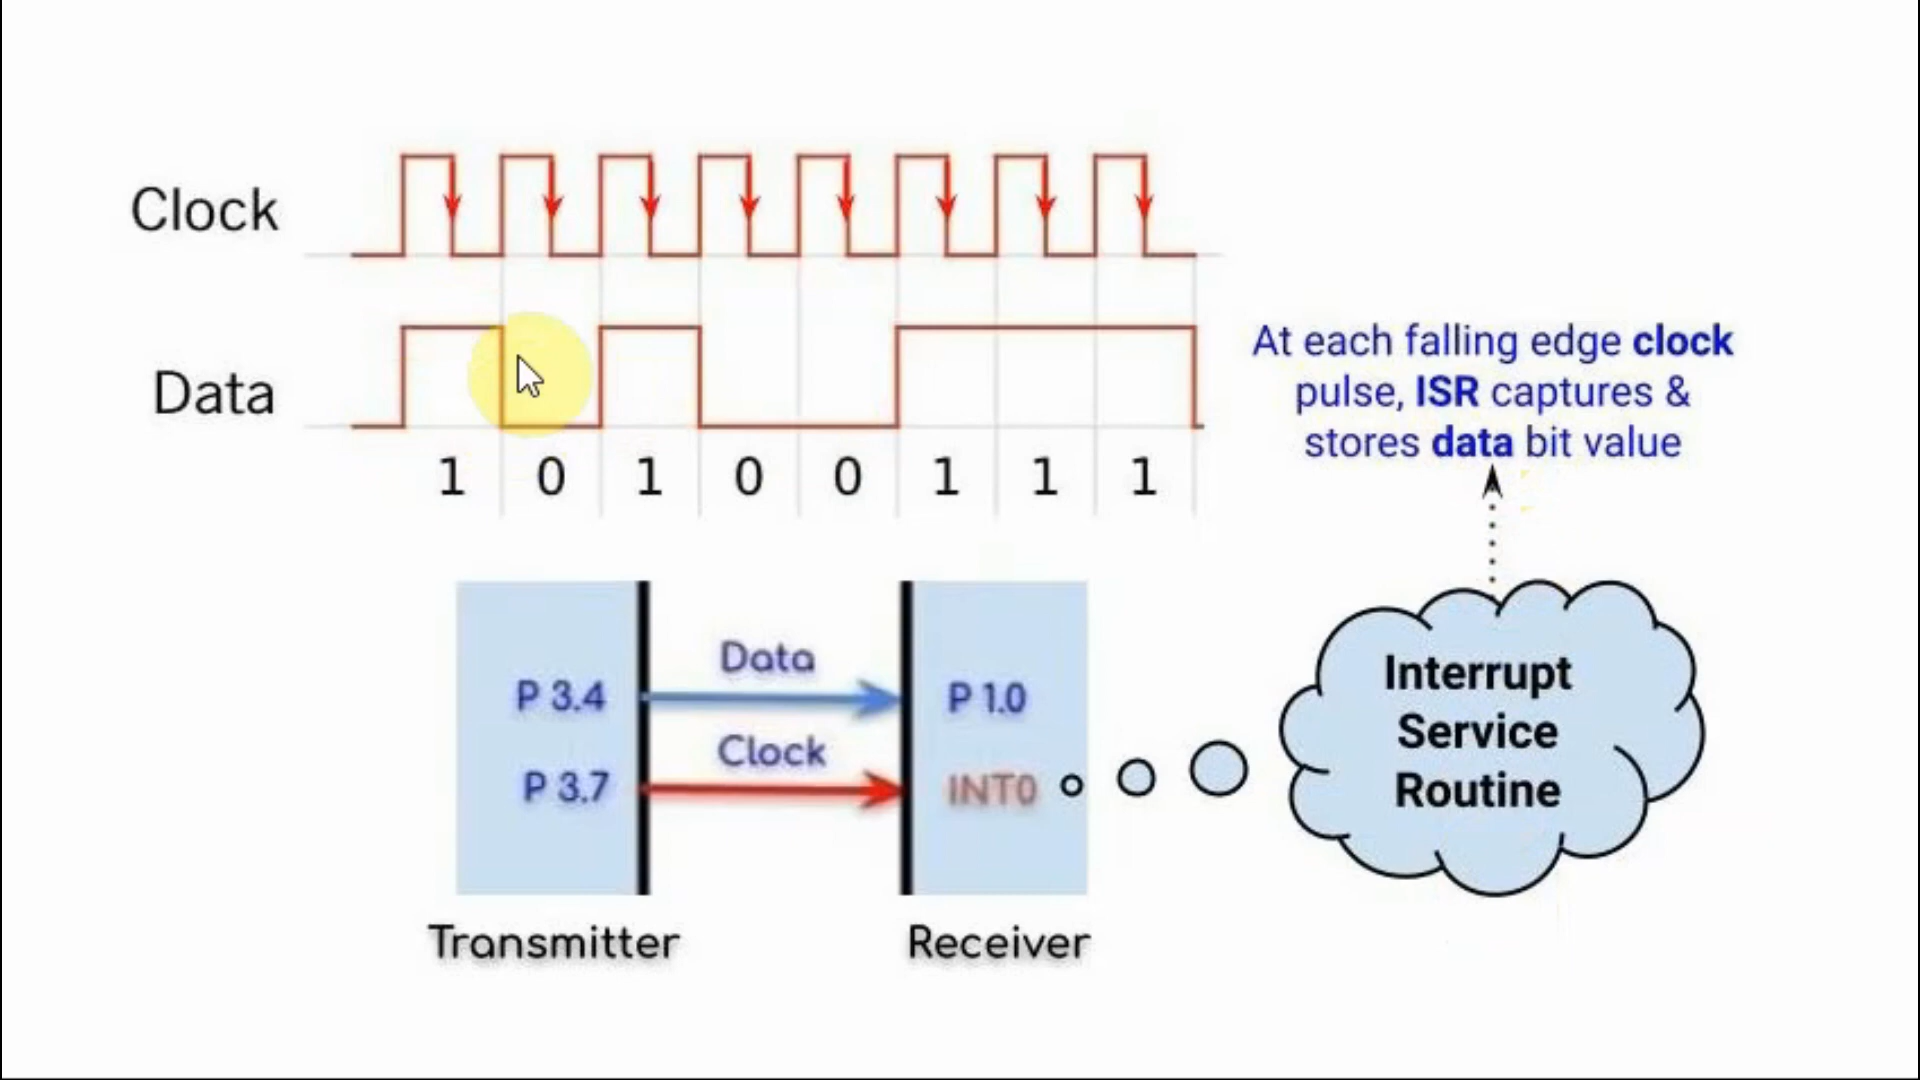 Clock
Data
1 0 1 0 0 1 1 1
At each falling edge clock
pulse, ISR captures &
stores data bit value
Data
P 3.4
P 1.0
Clock
P 3.7
INT0
Interrupt
Service
Routine
Transmitter
Receiver